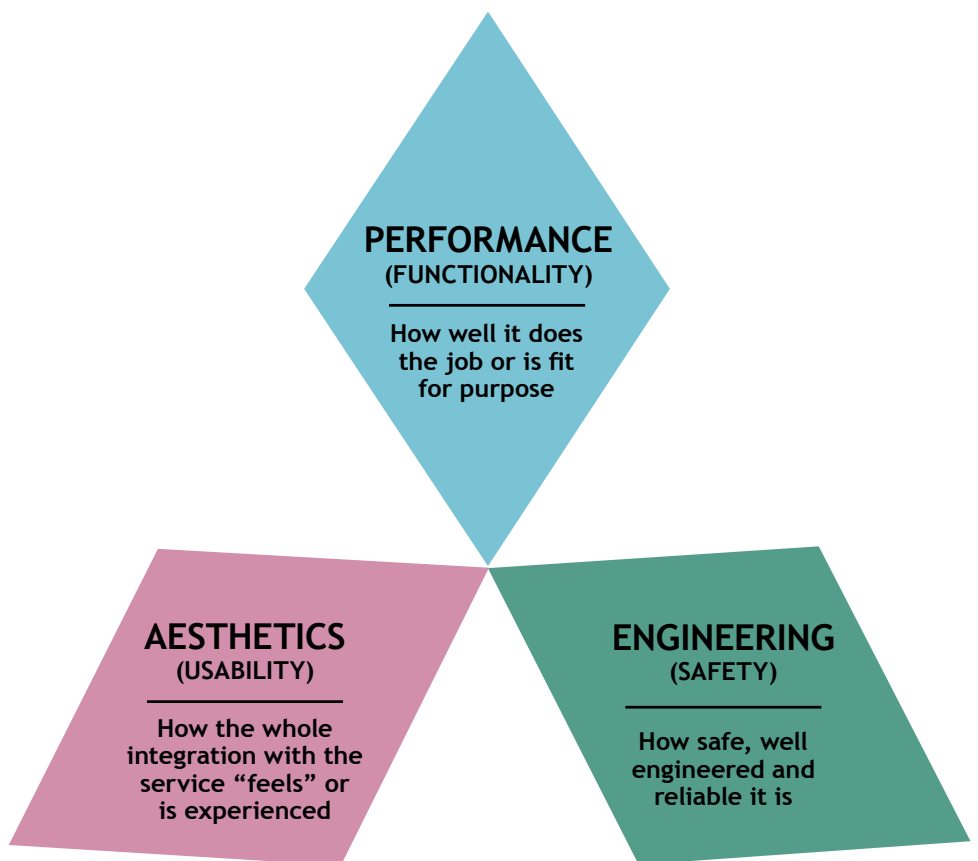 PERFORMANCE
(FUNCTIONALITY)
How well it does
the job or is fit
for purpose
AESTHETICS
(USABILITY)
How the whole
integration with the
service “feels” or
is experienced
ENGINEERING
(SAFETY)
How safe, well
engineered and
reliable it is